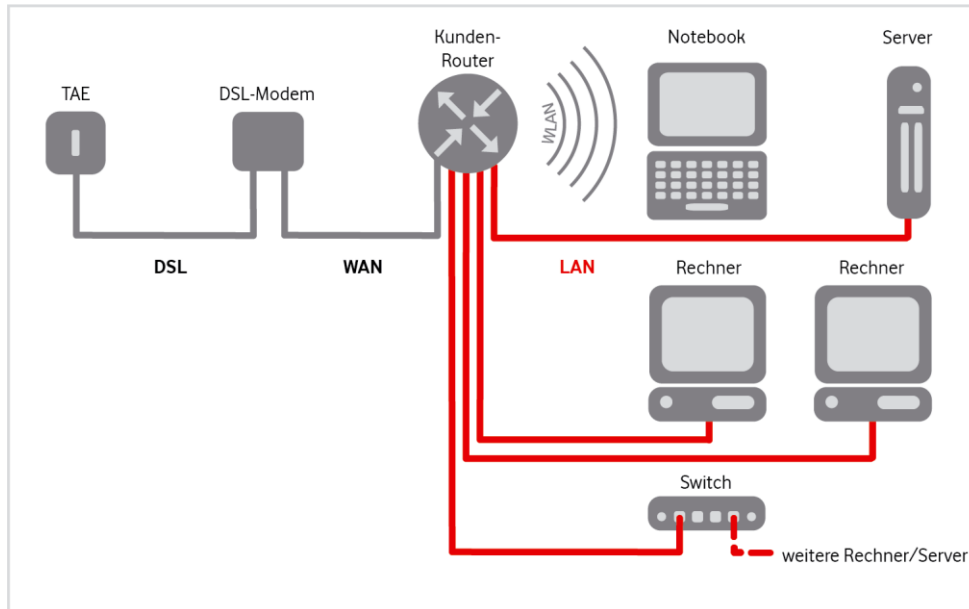 Kunden-
Router
Notebook
Server
TAE
DSL-Modem
WLAN
DSL
WAN
LAN
Rechner
Rechner
Switch
weitere Rechner/Server